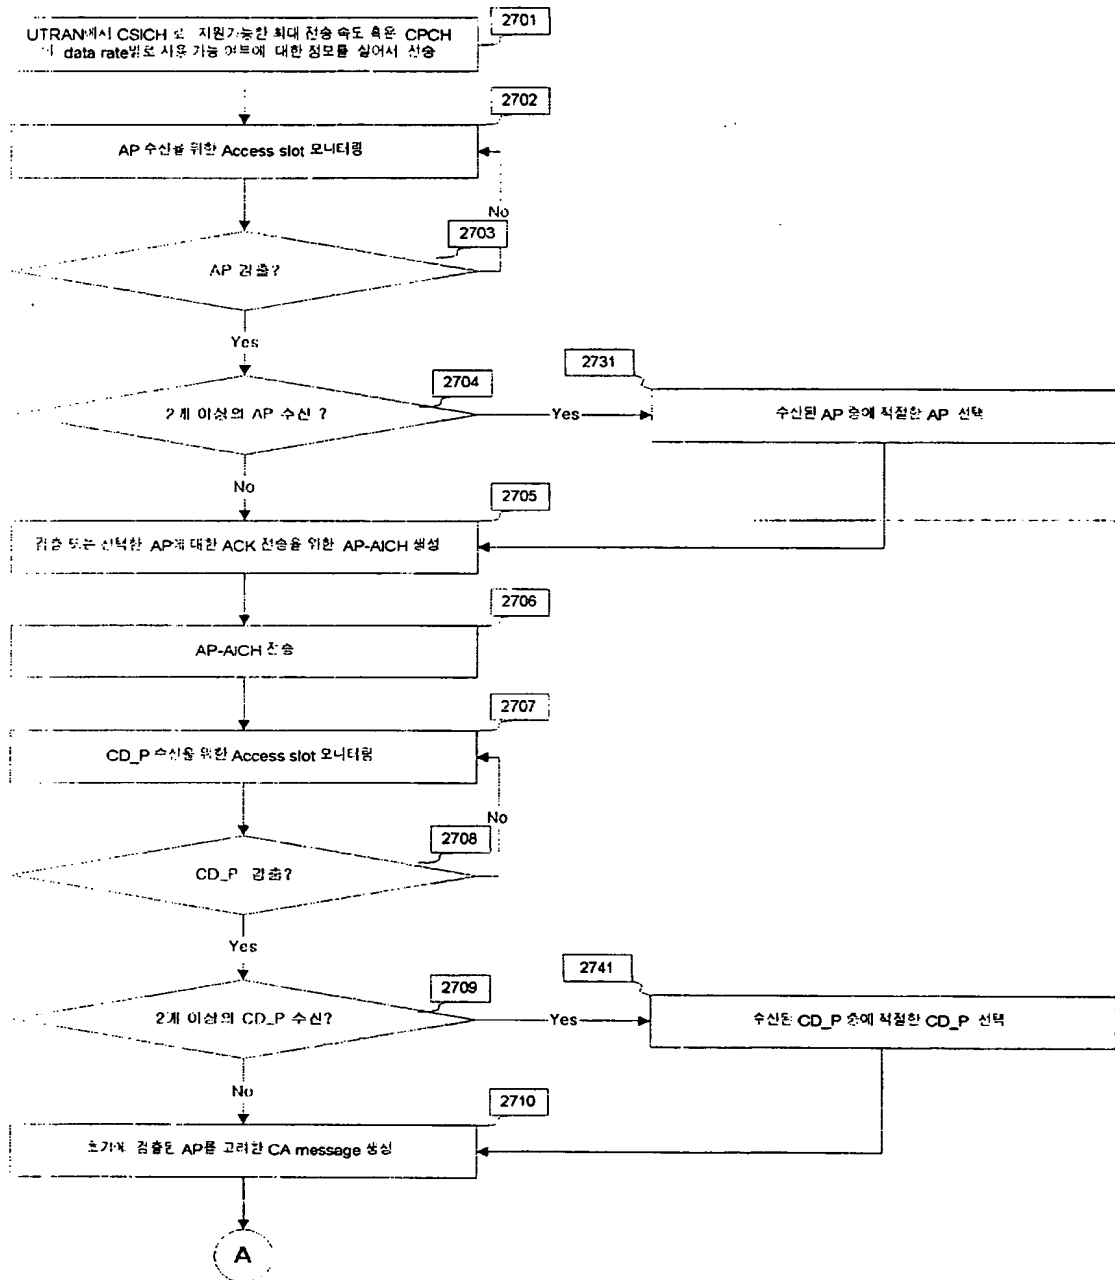 2701
UTRAN에서 CSICH 로 지원가능한 최대 전송 속도 혹은 CPCH
data rate별로 사용 가능 여부에 대한 정보를 실어서 전송
2702
AP 수신을 위한 Access slot 모니터링
No
2703
AP 검출?
Yes
2704
2개 이상의 AP 수신 ?
Yes
2731
수신된 AP 중에 적절한 AP 선택
No
2705
검출 또는 선택한 AP에 대한 ACK 전송을 위한 AP-AICH 생성
2706
AP-AICH 전송
2707
CD_P 수신을 위한 Access slot 모니터링
No
2708
CD_P 검출?
Yes
2709
2개 이상의 CD_P 수신?
Yes
2741
수신된 CD_P 중에 적절한 CD_P 선택
No
2710
초기에 검출된 AP를 고려한 CA message 생성
A